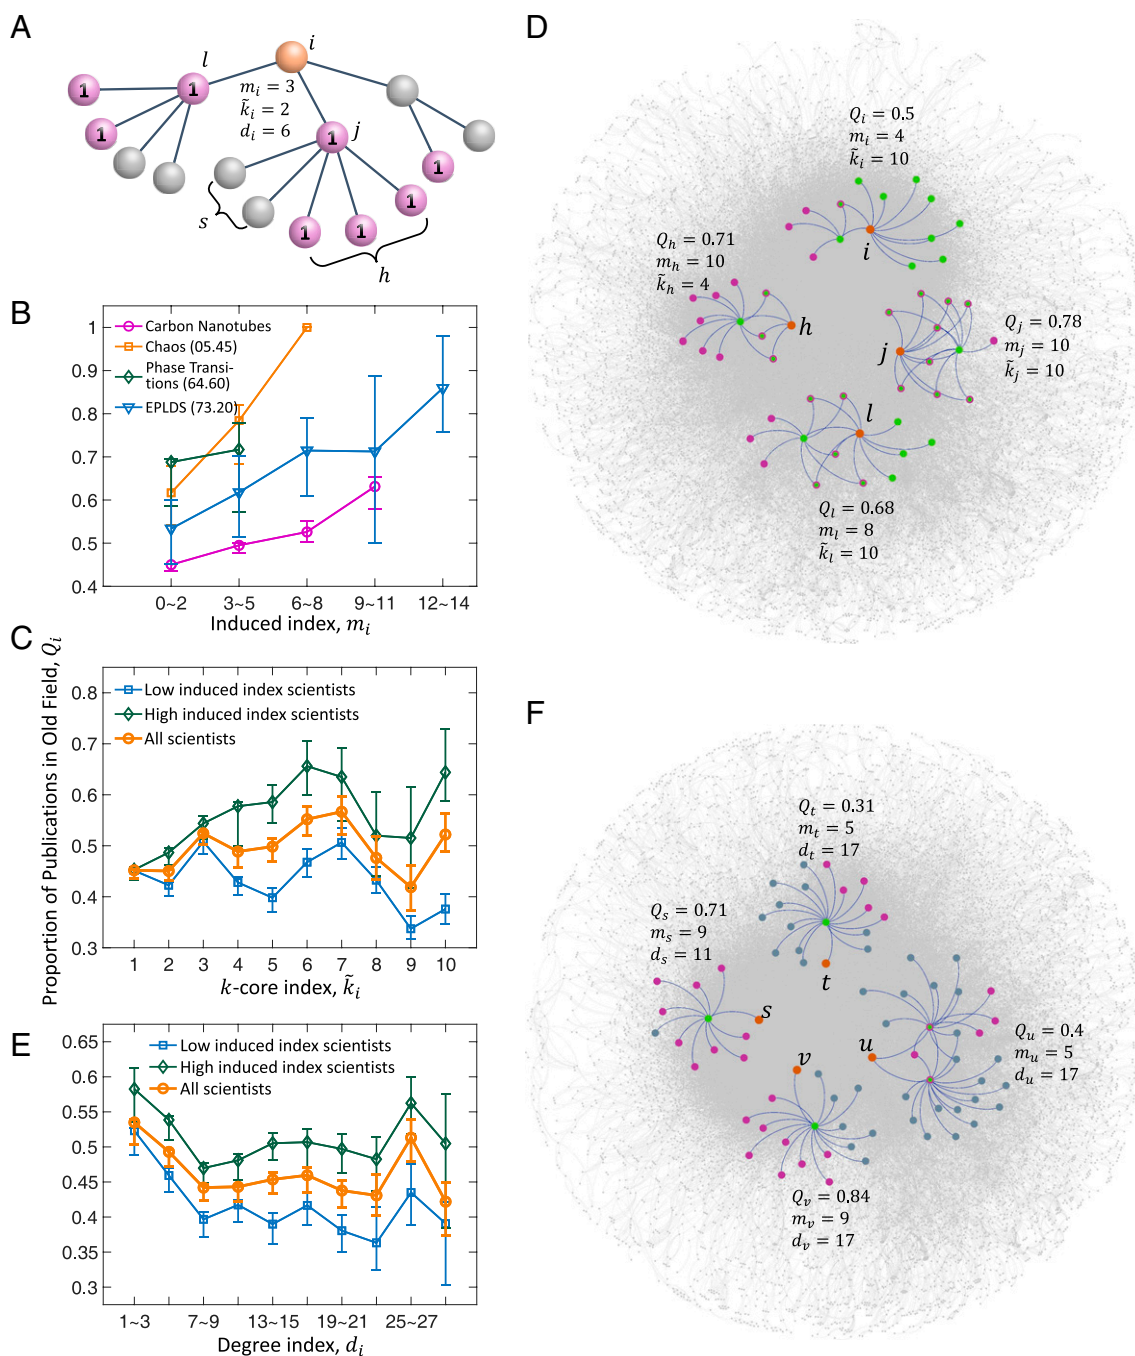 A
i
l
m_i = 3
k̃_i = 2
d_i = 6
j
1
1
1
1
1
1
1
1
s
h
B
Carbon Nanotubes
Chaos (05.45)
Phase Transi-
tions (64.60)
EPLDS (73.20)
1
0.9
0.8
0.7
0.6
0.5
0.4
0~2
3~5
6~8
9~11
12~14
Induced index, m_i
Proportion of Publications in Old Field, Q_i
C
Low induced index scientists
High induced index scientists
All scientists
0.8
0.7
0.6
0.5
0.4
0.3
1
2
3
4
5
6
7
8
9
10
k-core index, k̃_i
E
Low induced index scientists
High induced index scientists
All scientists
0.65
0.6
0.55
0.5
0.45
0.4
0.35
0.3
1~3
7~9
13~15
19~21
25~27
Degree index, d_i
D
Q_i = 0.5
m_i = 4
k̃_i = 10
i
Q_h = 0.71
m_h = 10
k̃_h = 4
h
Q_j = 0.78
m_j = 10
k̃_j = 10
j
l
Q_l = 0.68
m_l = 8
k̃_l = 10
F
Q_t = 0.31
m_t = 5
d_t = 17
t
Q_s = 0.71
m_s = 9
d_s = 11
s
Q_u = 0.4
m_u = 5
d_u = 17
u
v
Q_v = 0.84
m_v = 9
d_v = 17